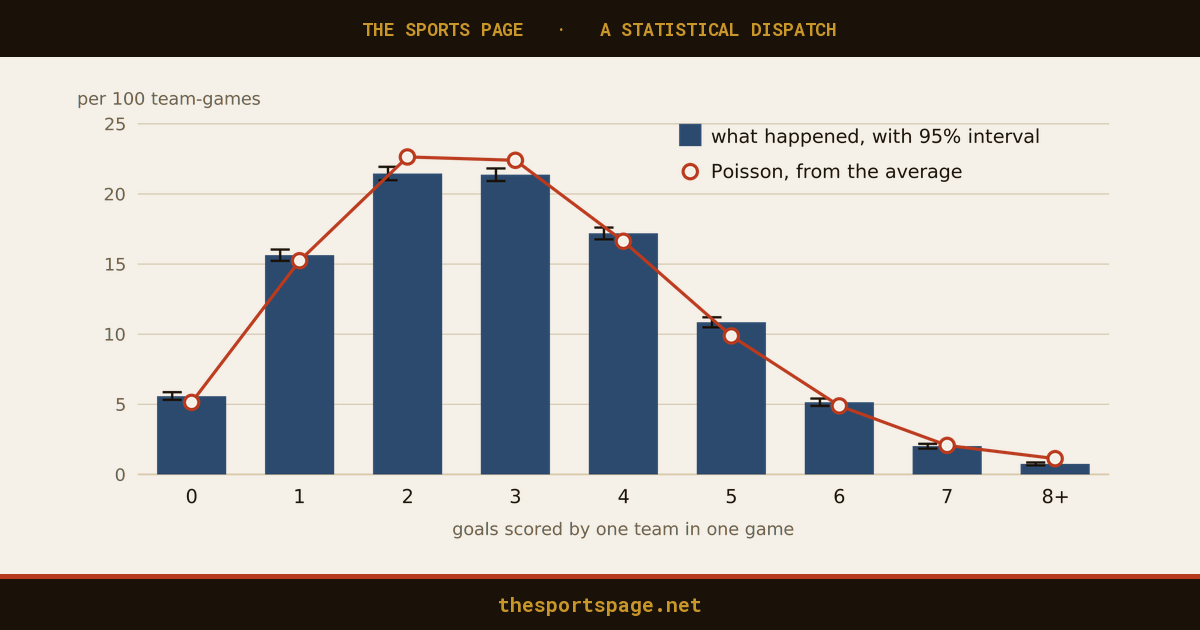 THE SPORTS PAGE · A STATISTICAL DISPATCH
per 100 team-games
25
what happened, with 95% interval
Poisson, from the average
20
15
10
5
0
0 1 2 3 4 5 6 7 8+
goals scored by one team in one game
thesportspage.net